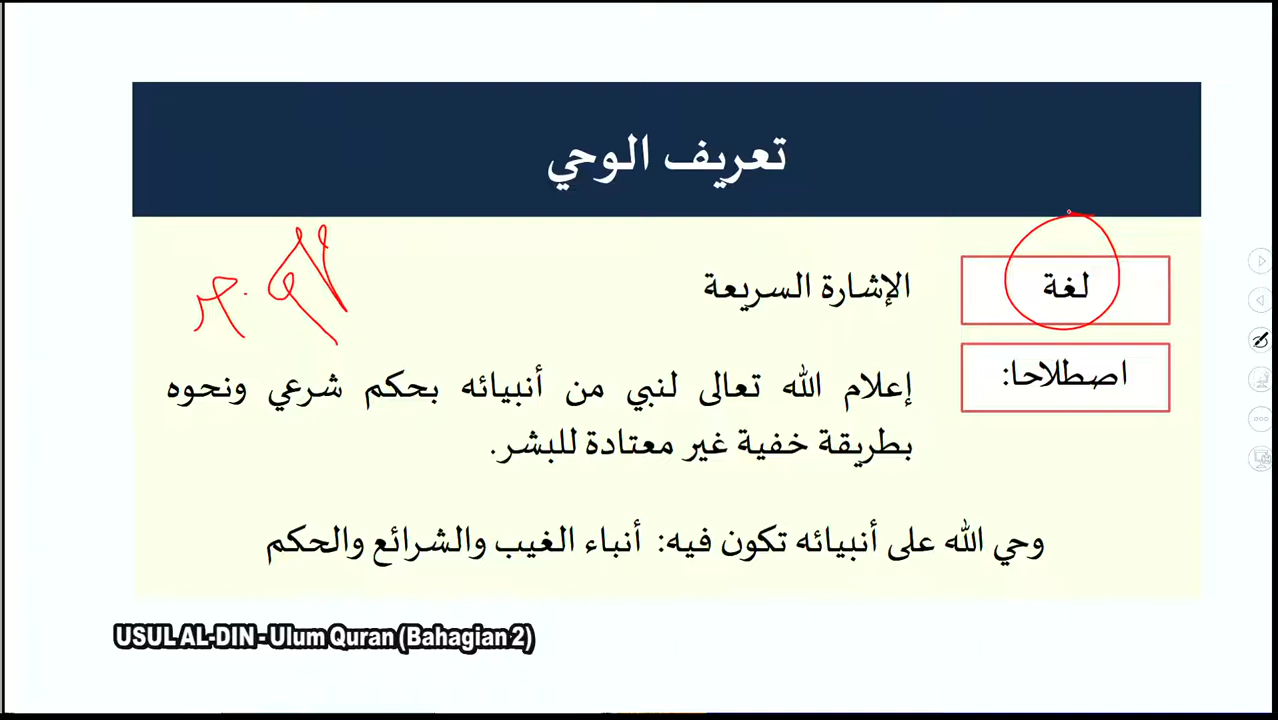 تعريف الوحي
لغة
الإشارة السريعة
اصطلاحا:
إعلام الله تعالى لنبي من أنبيائه بحكم شرعي ونحوه
بطريقة خفية غير معتادة للبشر.
وحي الله على أنبيائه تكون فيه: أنباء الغيب والشرائع والحكم
USUL AL-DIN - Ulum Quran (Bahagian 2)